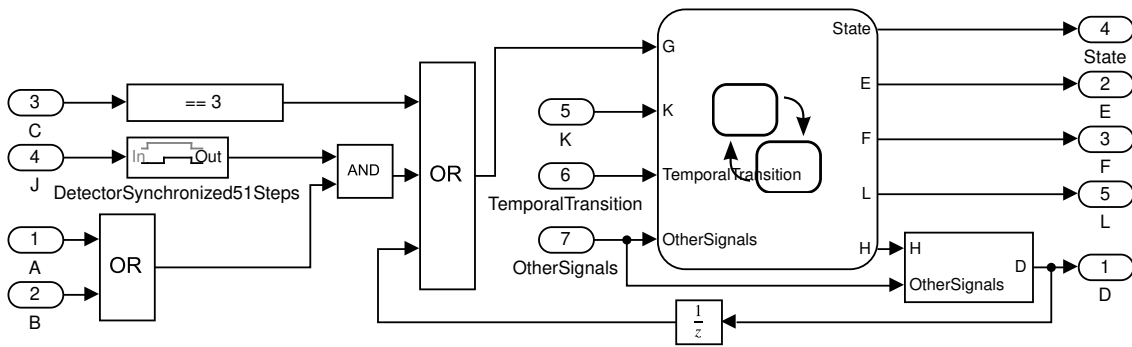 3
C
== 3
4
J
In
Out
DetectorSynchronized51Steps
AND
1
A
2
B
OR
OR
5
K
6
TemporalTransition
7
OtherSignals
G
K
TemporalTransition
OtherSignals
State
E
F
L
H
H
OtherSignals
D
1
z
4
State
2
E
3
F
5
L
1
D